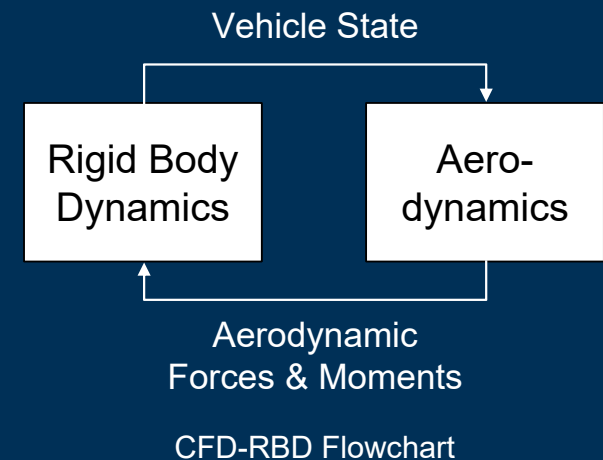 Vehicle State
Rigid Body
Dynamics
Aero-
dynamics
Aerodynamic
Forces & Moments
CFD-RBD Flowchart